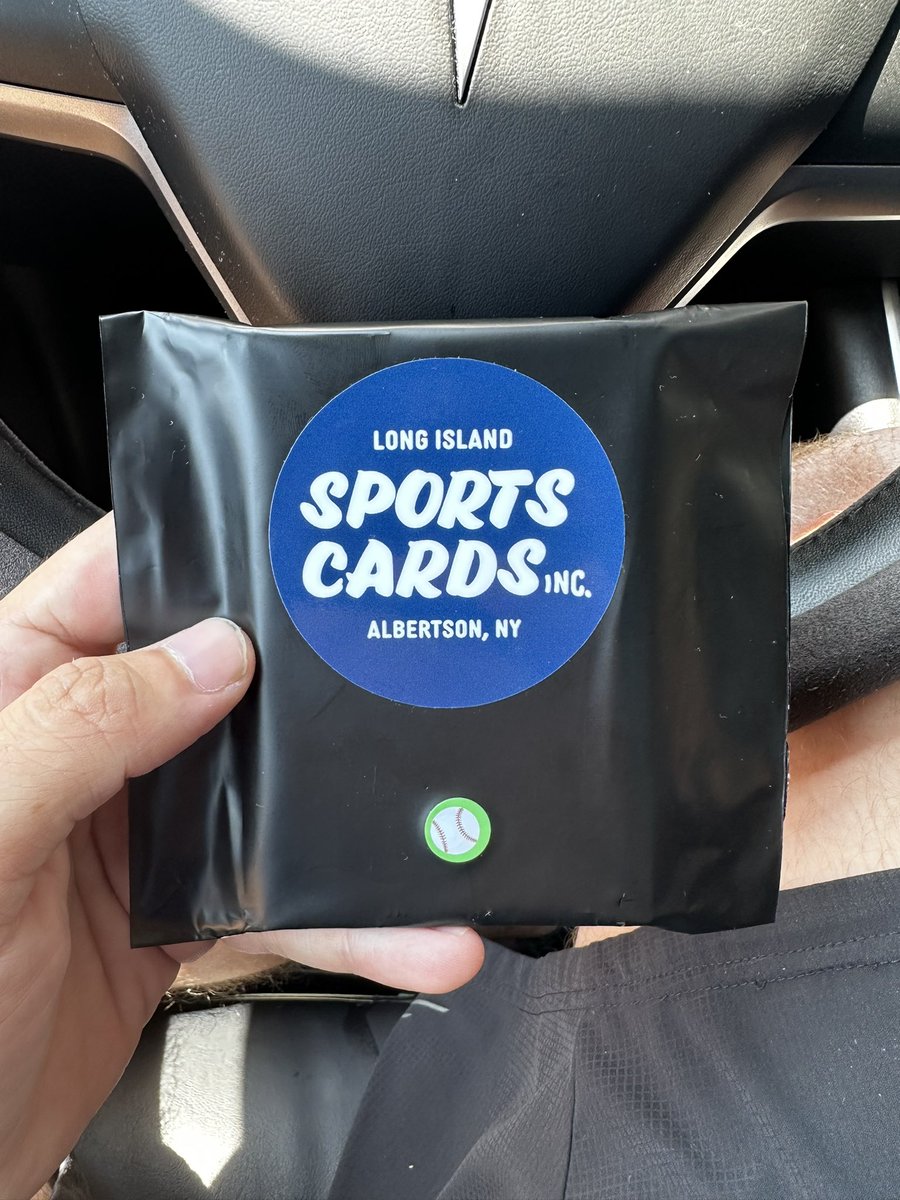 LONG ISLAND
SPORTS
CARDS INC.
ALBERTSON, NY